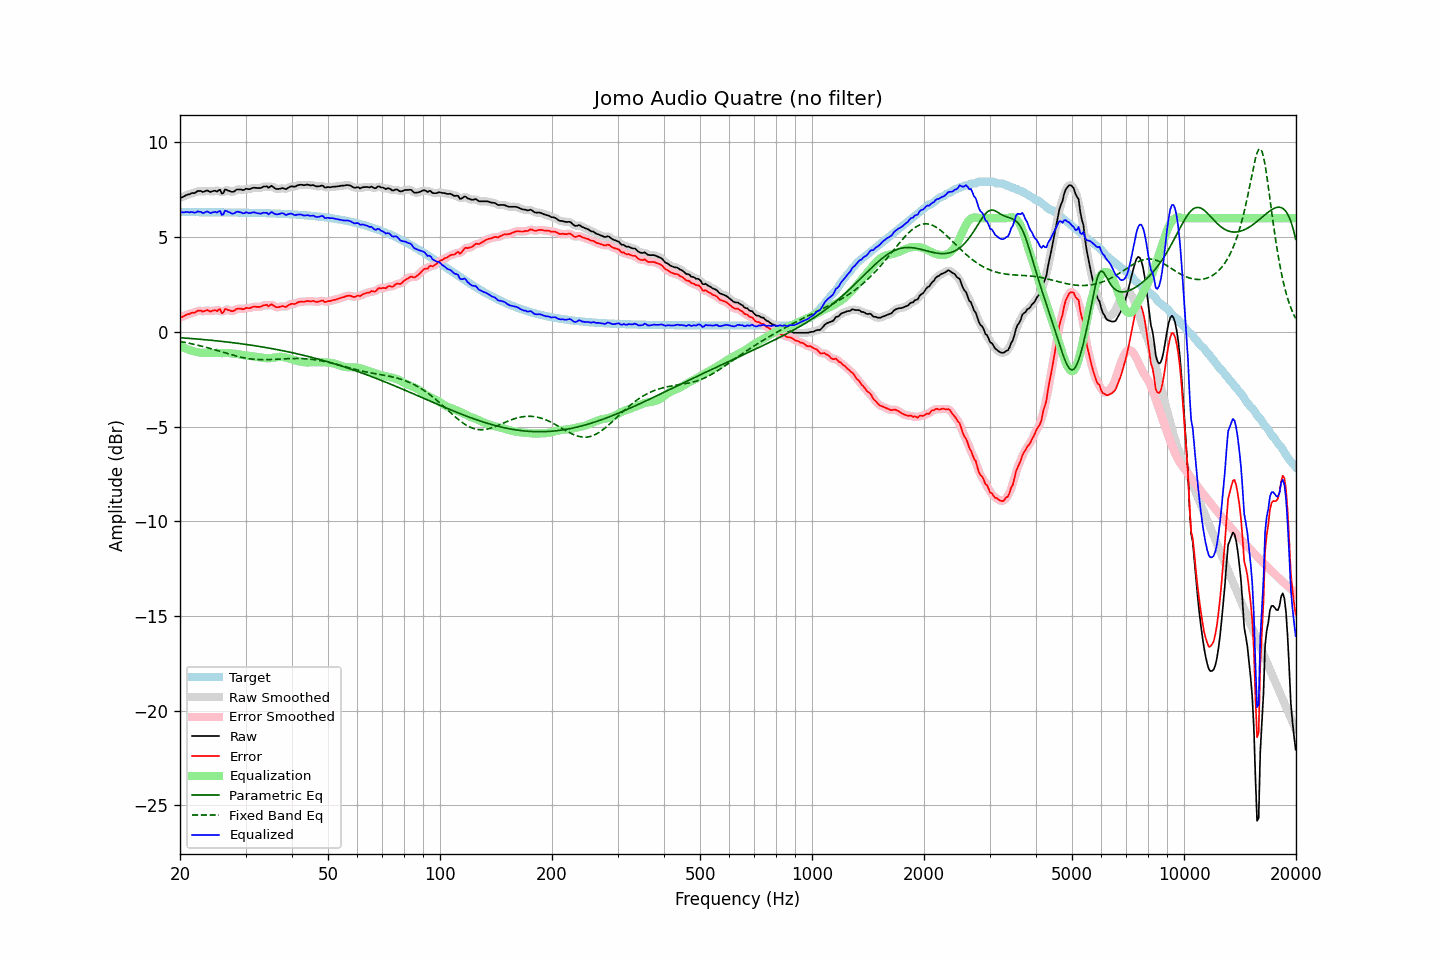 Jomo Audio Quatre (no filter)
Amplitude (dBr)
10
5
0
−5
−10
−15
−20
−25
Target
Raw Smoothed
Error Smoothed
Raw
Error
Equalization
Parametric Eq
Fixed Band Eq
Equalized
20 50 100 200 500 1000 2000 5000 10000 20000
Frequency (Hz)